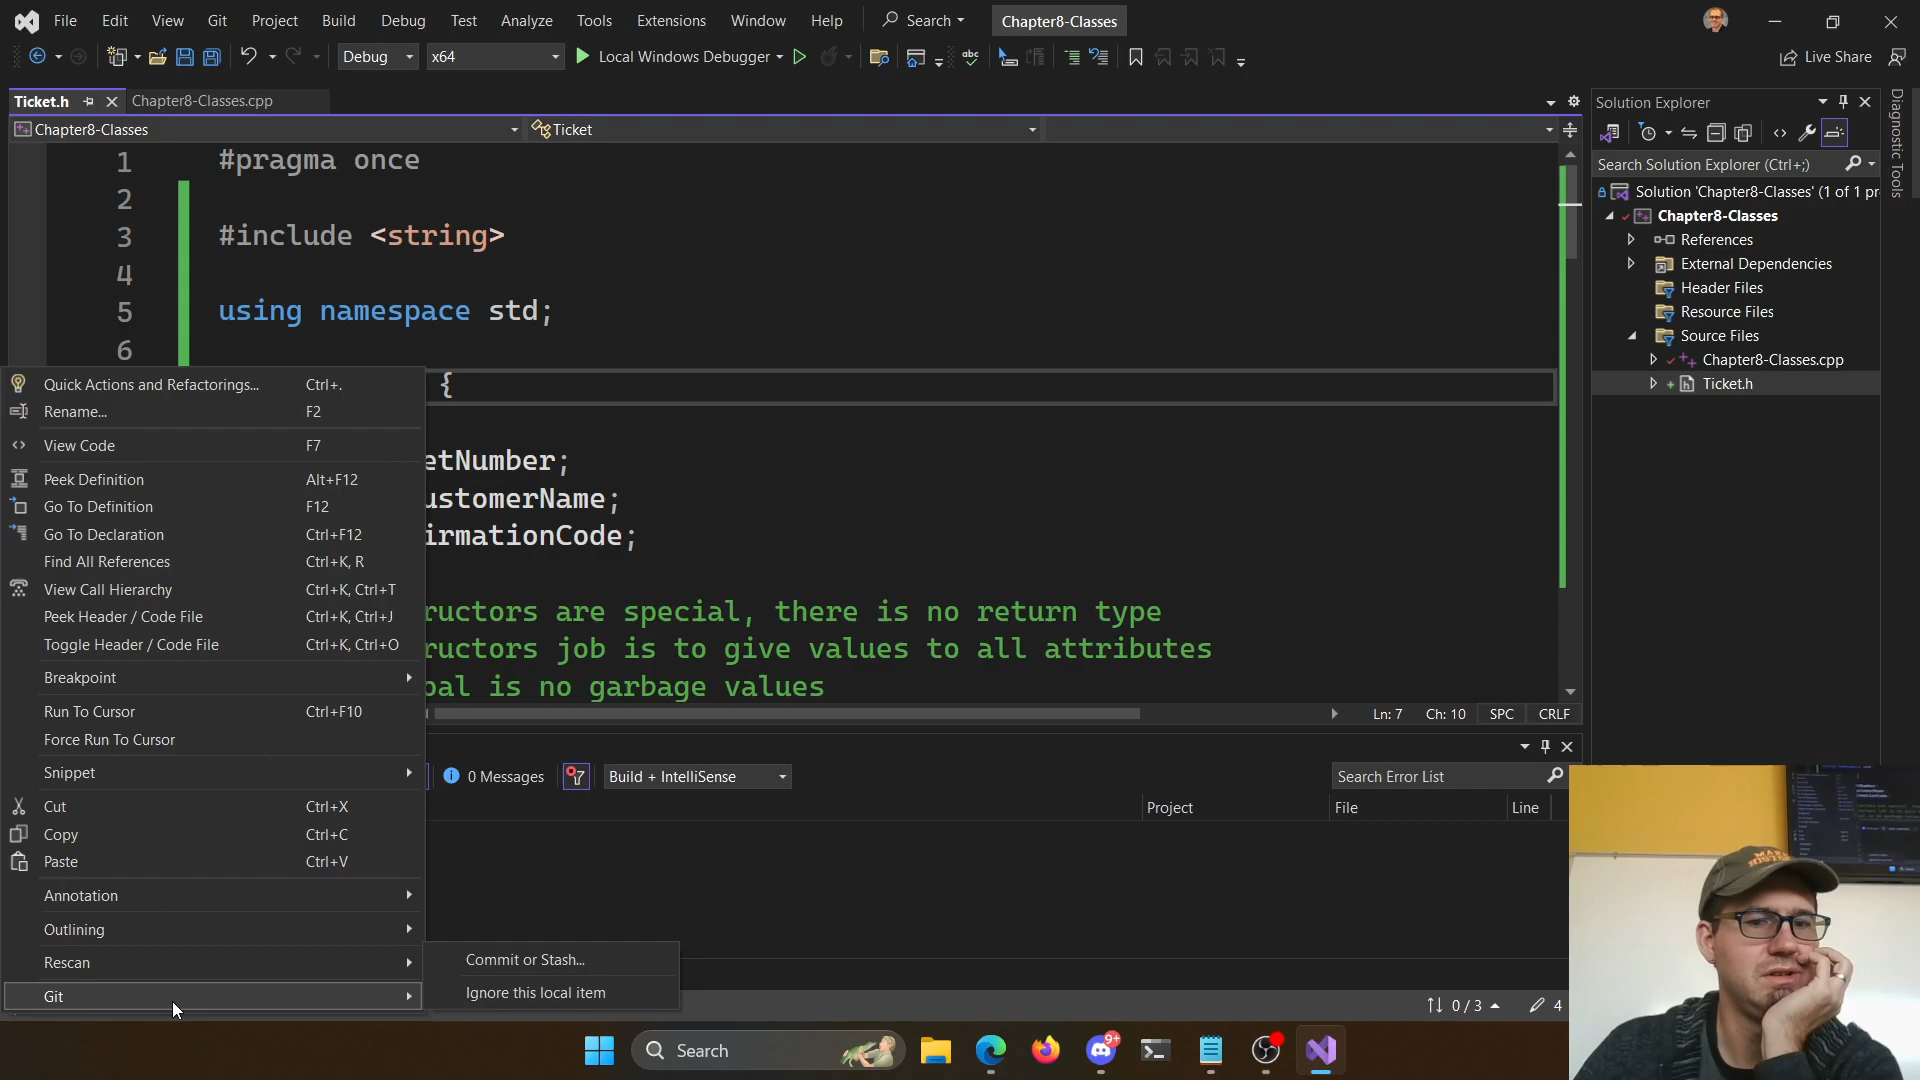 File Edit View Git Project Build Debug Test Analyze Tools Extensions Window Help Search Chapter8-Classes
Debug x64 Local Windows Debugger Live Share
Ticket.h Chapter8-Classes.cpp
Chapter8-Classes Ticket
1 #pragma once
2
3 #include <string>
4
5 using namespace std;
6
{
etNumber;
ustomerName;
irmationCode;
ructors are special, there is no return type
ructors job is to give values to all attributes
oal is no garbage values
Ln: 7 Ch: 10 SPC CRLF
Quick Actions and Refactorings... Ctrl+.
Rename... F2
View Code F7
Peek Definition Alt+F12
Go To Definition F12
Go To Declaration Ctrl+F12
Find All References Ctrl+K, R
View Call Hierarchy Ctrl+K, Ctrl+T
Peek Header / Code File Ctrl+K, Ctrl+J
Toggle Header / Code File Ctrl+K, Ctrl+O
Breakpoint
Run To Cursor Ctrl+F10
Force Run To Cursor
Snippet
Cut Ctrl+X
Copy Ctrl+C
Paste Ctrl+V
Annotation
Outlining
Rescan
Git
Commit or Stash...
Ignore this local item
0 Messages Build + IntelliSense Search Error List
Project File Line
0 / 3 4
Solution Explorer
Search Solution Explorer (Ctrl+;)
Solution 'Chapter8-Classes' (1 of 1 pr
Chapter8-Classes
References
External Dependencies
Header Files
Resource Files
Source Files
Chapter8-Classes.cpp
Ticket.h
Diagnostic Tools
Search 9+